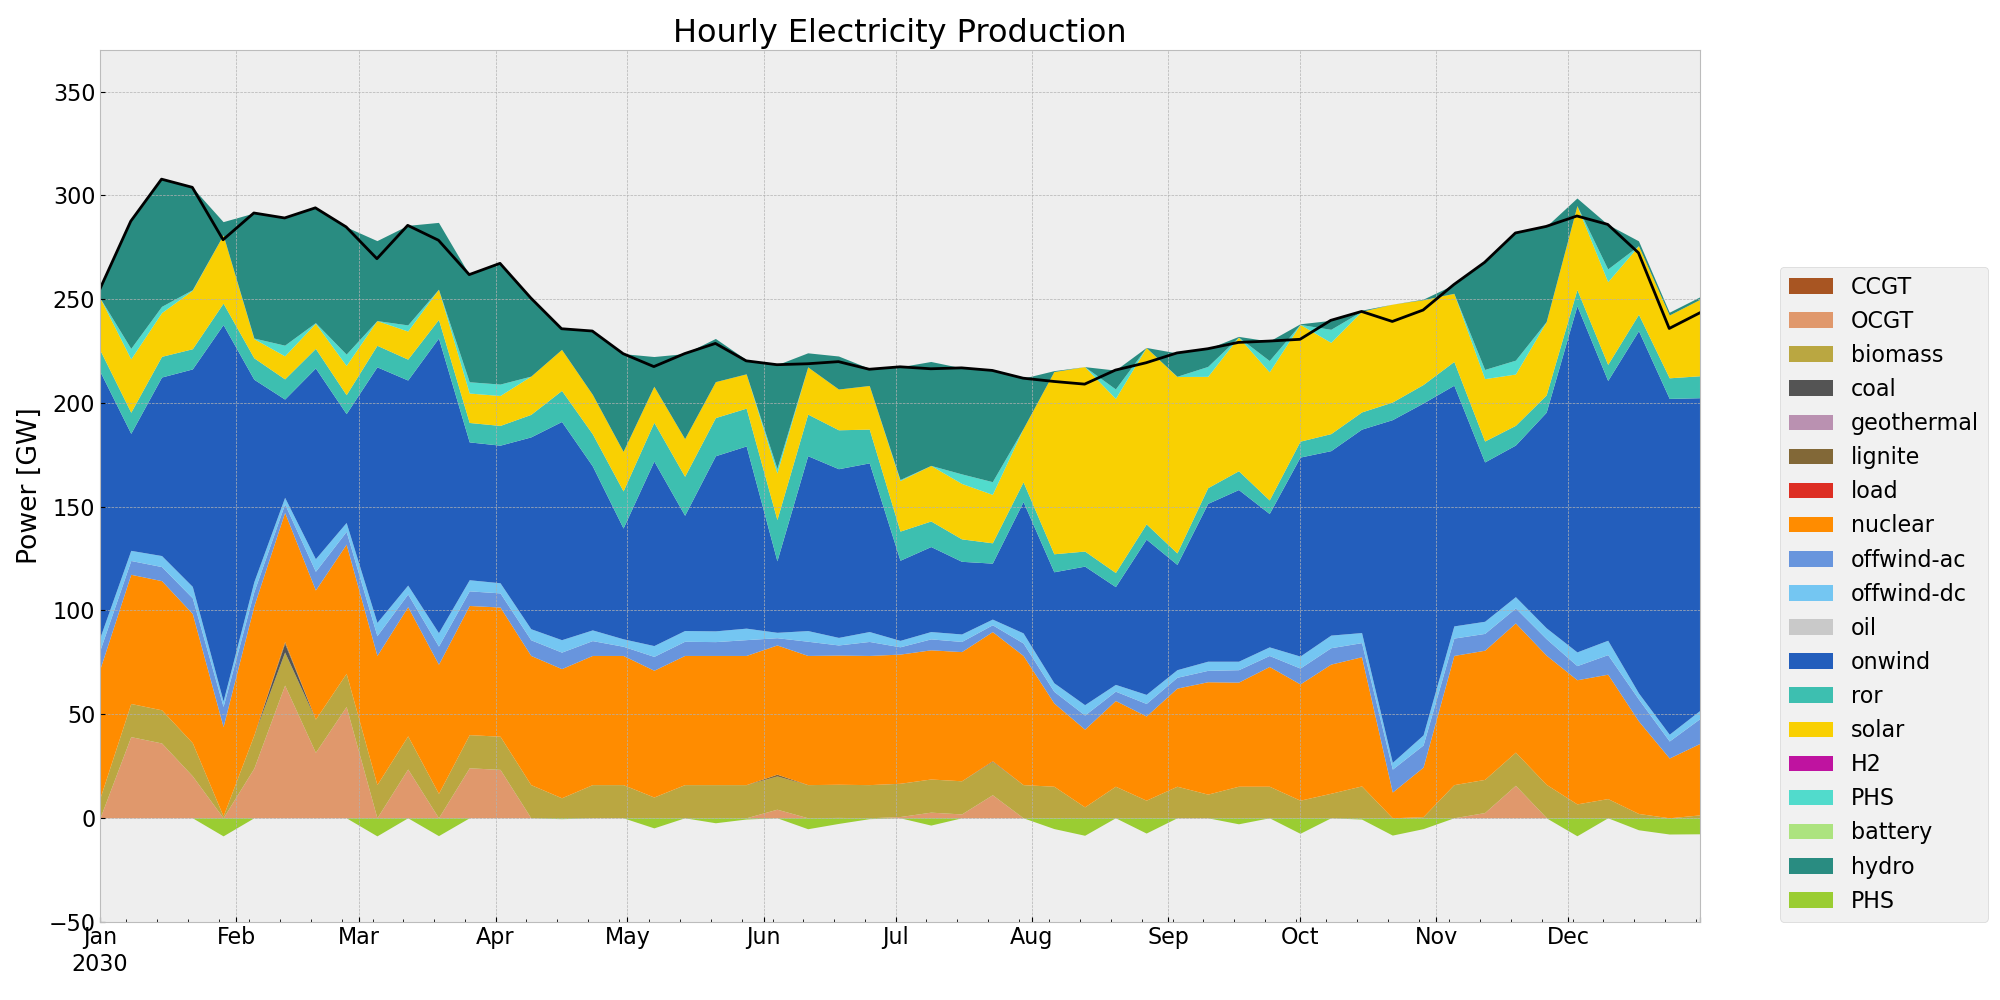 Hourly Electricity Production
Power [GW]
350
300
250
200
150
100
50
0
−50
Jan Feb Mar Apr May Jun Jul Aug Sep Oct Nov Dec
2030
CCGT
OCGT
biomass
coal
geothermal
lignite
load
nuclear
offwind-ac
offwind-dc
oil
onwind
ror
solar
H2
PHS
battery
hydro
PHS